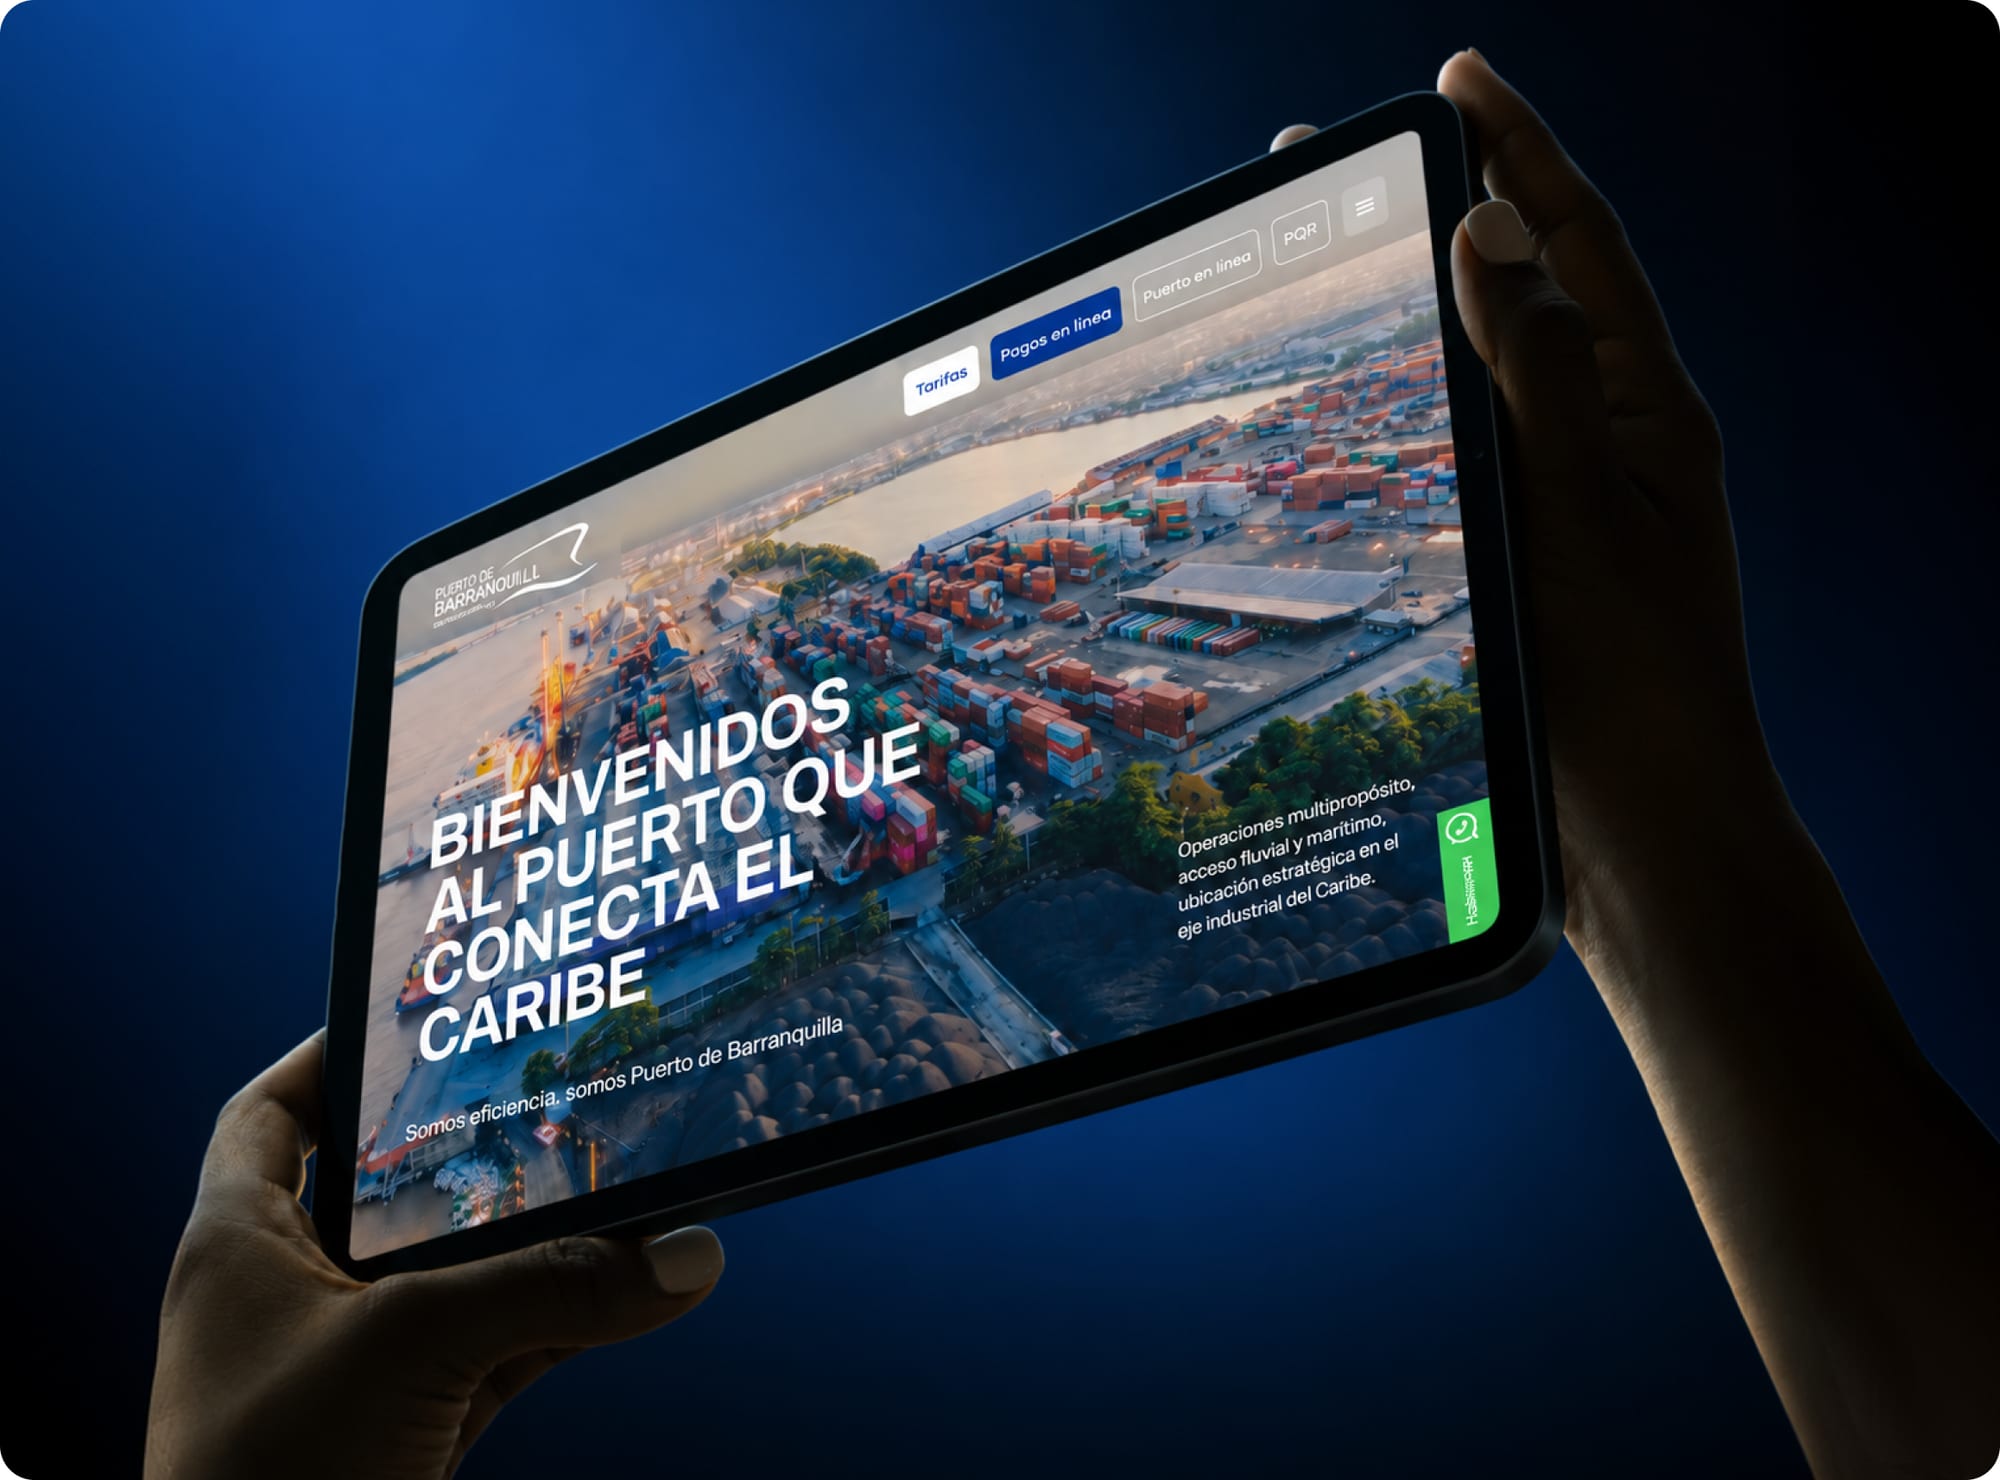 Tarifas
Pagos en línea
Puerto en línea
PQR
PUERTO DE
BARRANQUILL
BIENVENIDOS
AL PUERTO QUE
CONECTA EL
CARIBE
Somos eficiencia. somos Puerto de Barranquilla
Operaciones multipropósito,
acceso fluvial y marítimo,
ubicación estratégica en el
eje industrial del Caribe.